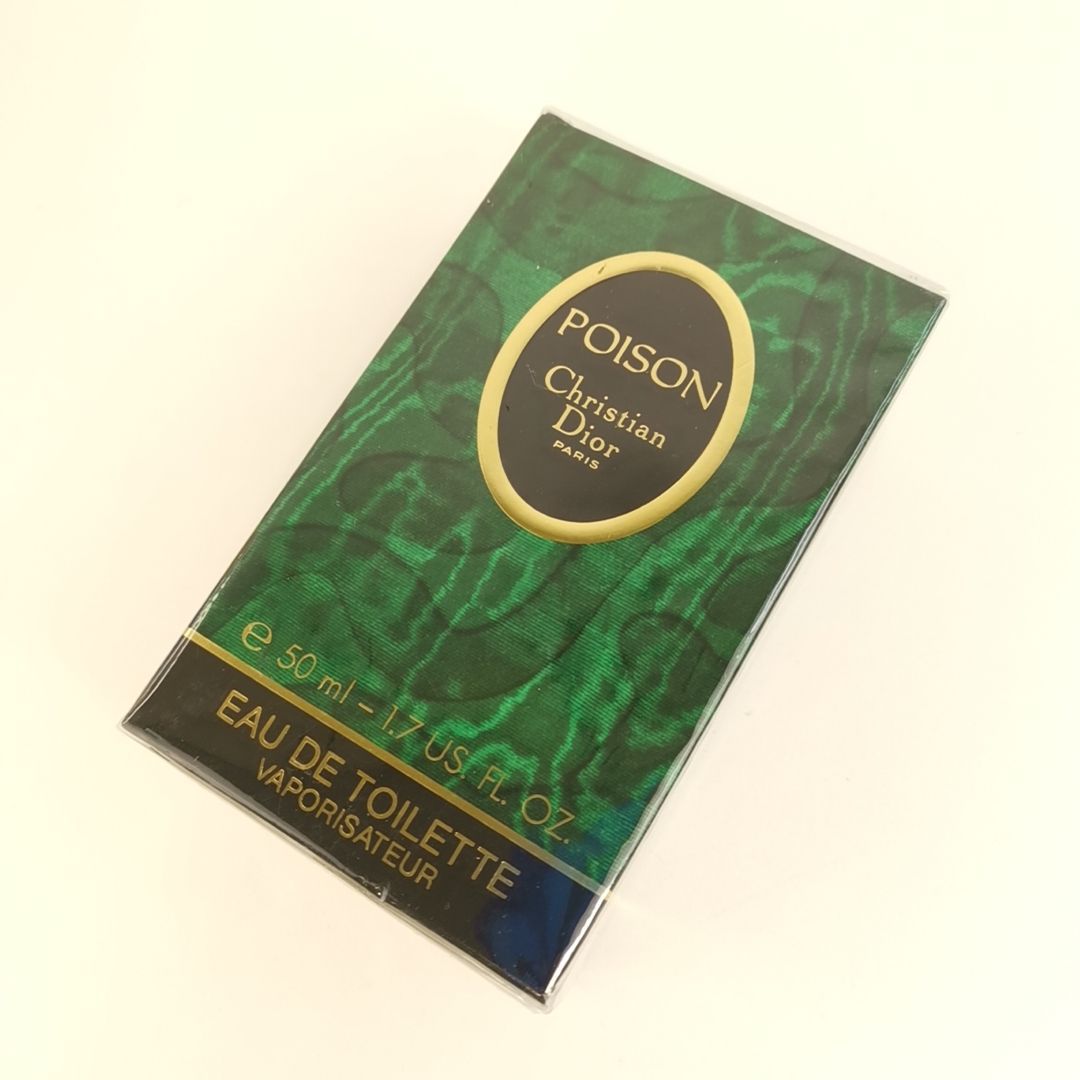 POISON
Christian
Dior
PARIS
e 50 ml - 1.7 US. FL. OZ.
EAU DE TOILETTE
VAPORISATEUR